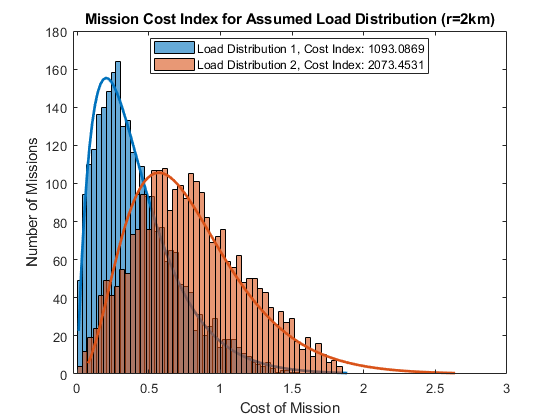 Mission Cost Index for Assumed Load Distribution (r=2km)
Load Distribution 1, Cost Index: 1093.0869
Load Distribution 2, Cost Index: 2073.4531
180
160
140
120
100
80
60
40
20
0
Number of Missions
0 0.5 1 1.5 2 2.5 3
Cost of Mission